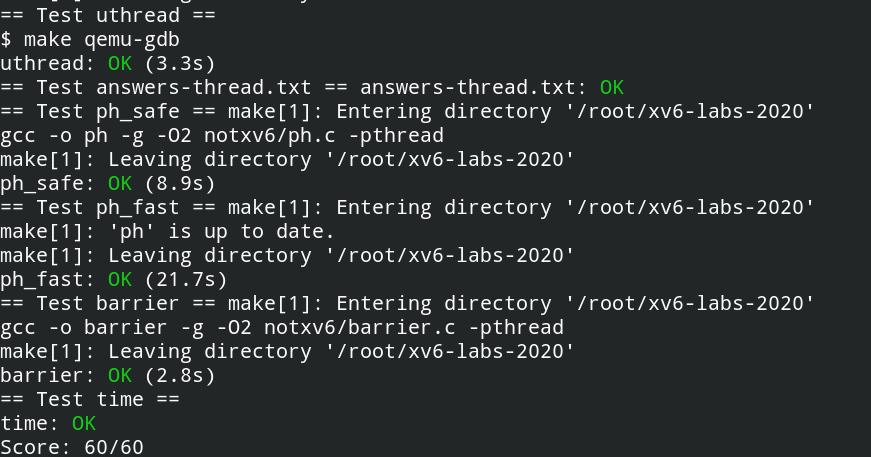 == Test uthread ==
$ make qemu-gdb
uthread: OK (3.3s)
== Test answers-thread.txt == answers-thread.txt: OK
== Test ph_safe == make[1]: Entering directory '/root/xv6-labs-2020'
gcc -o ph -g -O2 notxv6/ph.c -pthread
make[1]: Leaving directory '/root/xv6-labs-2020'
ph_safe: OK (8.9s)
== Test ph_fast == make[1]: Entering directory '/root/xv6-labs-2020'
make[1]: 'ph' is up to date.
make[1]: Leaving directory '/root/xv6-labs-2020'
ph_fast: OK (21.7s)
== Test barrier == make[1]: Entering directory '/root/xv6-labs-2020'
gcc -o barrier -g -O2 notxv6/barrier.c -pthread
make[1]: Leaving directory '/root/xv6-labs-2020'
barrier: OK (2.8s)
== Test time ==
time: OK
Score: 60/60